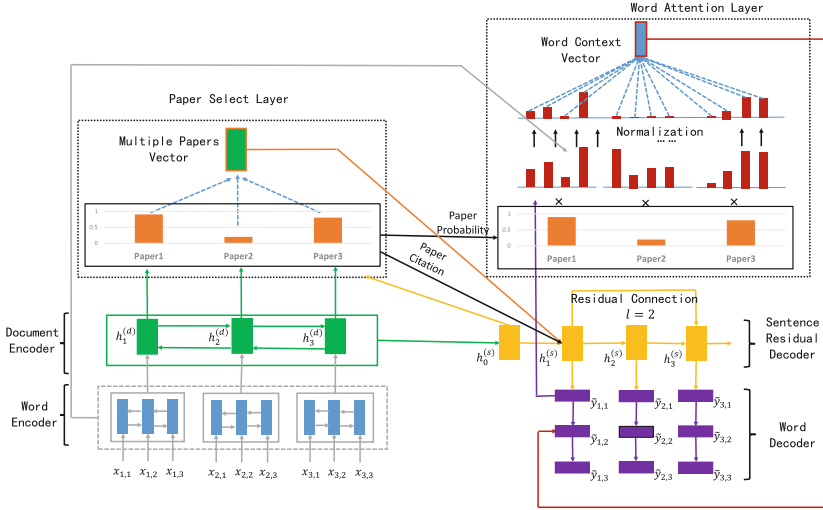 Word Attention Layer
Word Context
Vector
Paper Select Layer
Normalization
... ...
Multiple Papers
Vector
× × ×
1
0.5
0
Paper1 Paper2 Paper3
Paper
Probability
Paper
Citation
1
0.5
0
Paper1 Paper2 Paper3
Document
Encoder
h₁⁽ᵈ⁾ h₂⁽ᵈ⁾ h₃⁽ᵈ⁾
Residual Connection
l = 2
h₀⁽ˢ⁾ h₁⁽ˢ⁾ h₂⁽ˢ⁾ h₃⁽ˢ⁾
Sentence
Residual
Decoder
Word
Encoder
x₁,₁ x₁,₂ x₁,₃ x₂,₁ x₂,₂ x₂,₃ x₃,₁ x₃,₂ x₃,₃
ỹ₁,₁ ỹ₂,₁ ỹ₃,₁
ỹ₁,₂ ỹ₂,₂ ỹ₃,₂
ỹ₁,₃ ỹ₂,₃ ỹ₃,₃
Word
Decoder